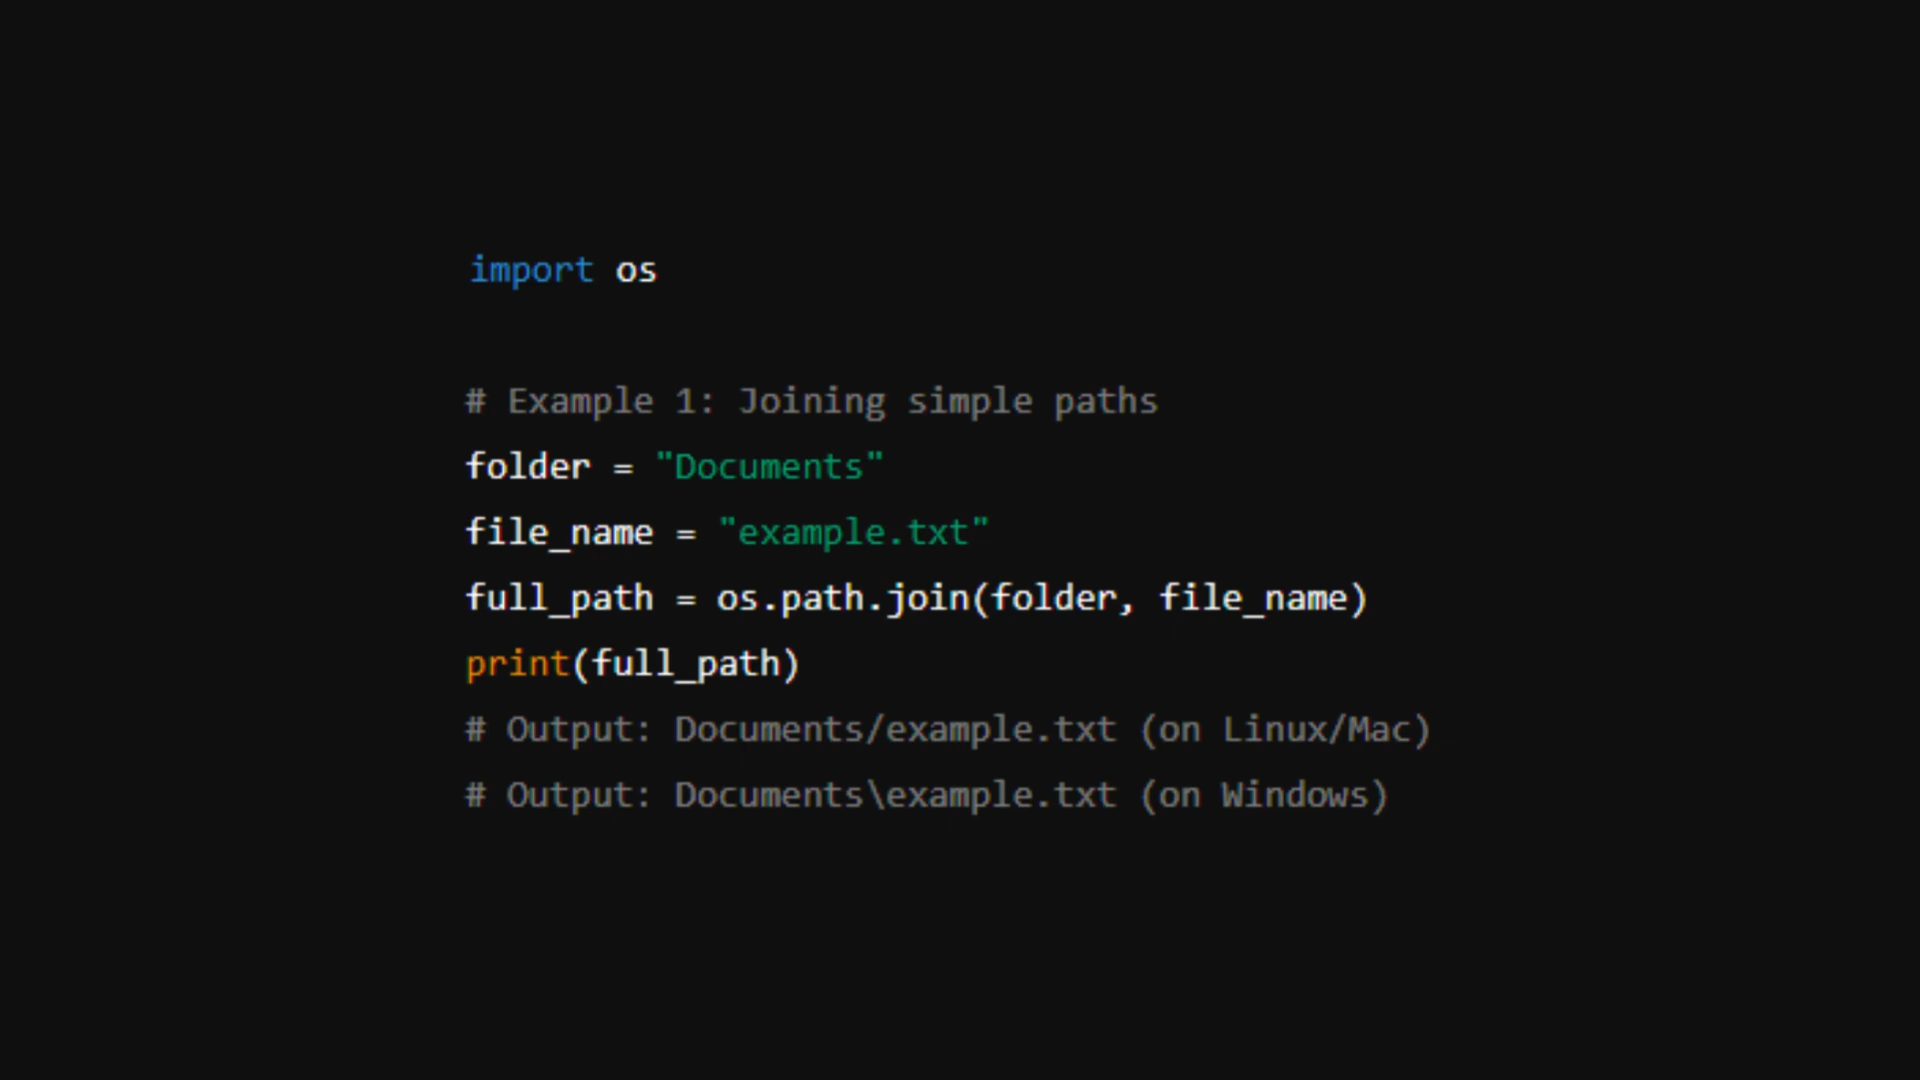 import os
# Example 1: Joining simple paths
folder = "Documents"
file_name = "example.txt"
full_path = os.path.join(folder, file_name)
print(full_path)
# Output: Documents/example.txt (on Linux/Mac)
# Output: Documents\example.txt (on Windows)